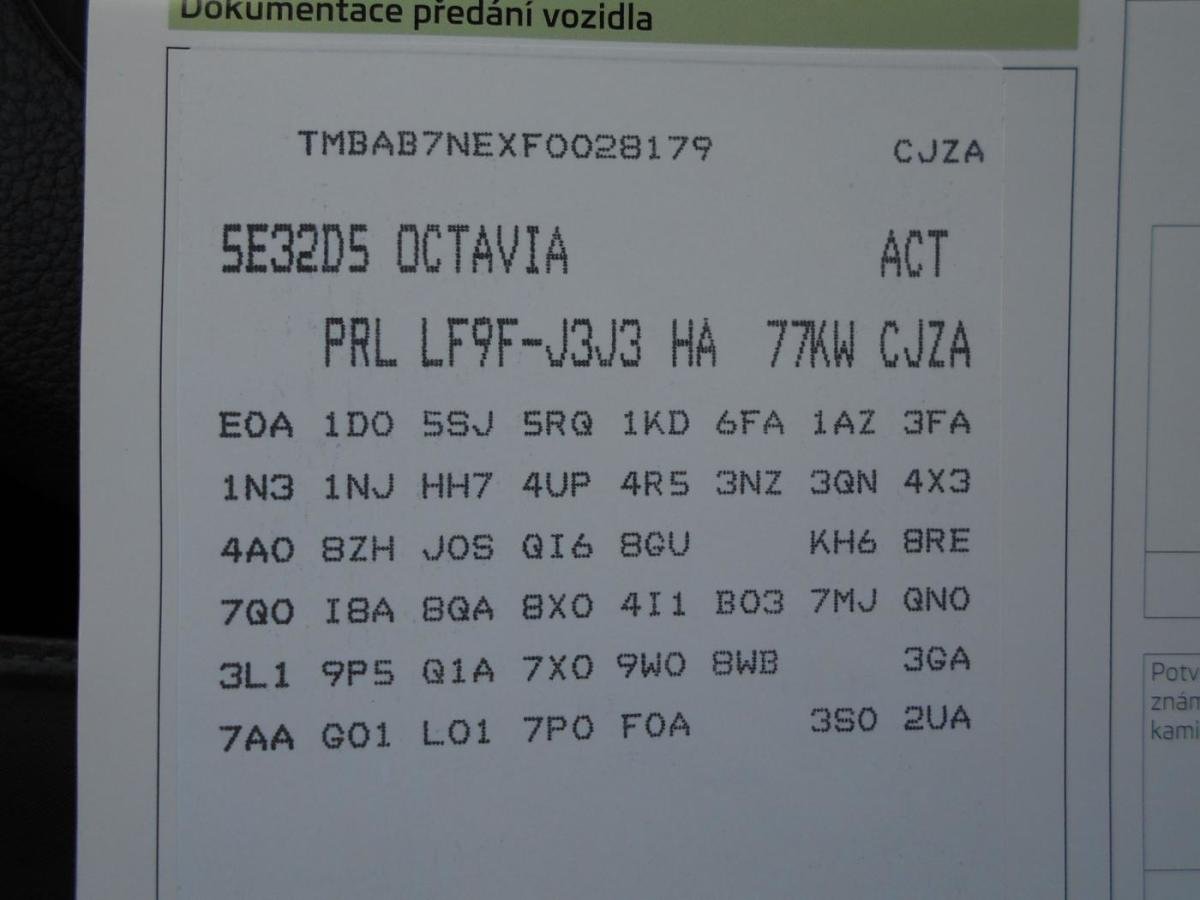 Dokumentace předání vozidla
TMBAB7NEXF0028179 CJZA
5E32D5 OCTAVIA ACT
PRL LF9F-J3J3 HA 77KW CJZA
E0A 1D0 5SJ 5RQ 1KD 6FA 1AZ 3FA
1N3 1NJ HH7 4UP 4R5 3NZ 3QN 4X3
4A0 8ZH J0S QI6 8GU KH6 8RE
7Q0 I8A 8QA 8X0 4I1 B03 7MJ QN0
3L1 9P5 Q1A 7X0 9W0 8WB 3GA
7AA G01 L01 7P0 F0A 3S0 2UA
Potv
znám
kami